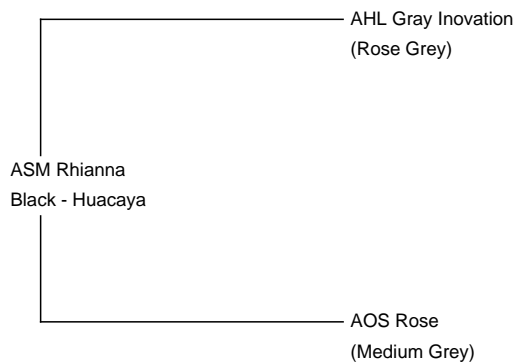 AHL Gray Inovation
(Rose Grey)
ASM Rhianna
Black - Huacaya
AOS Rose
(Medium Grey)